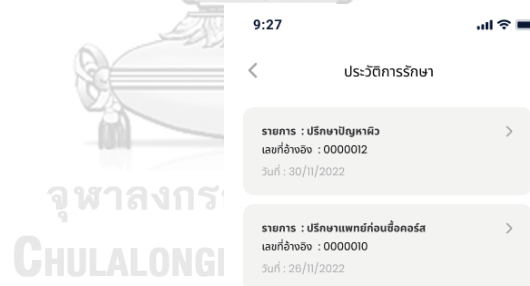 9:27
ประวัติการรักษา
รายการ : ปรึกษาปัญหาผิว
เลขที่อ้างอิง : 0000012
วันที่ : 30/11/2022
รายการ : ปรึกษาแพทย์ก่อนซื้อคอร์ส
เลขที่อ้างอิง : 0000010
วันที่ : 26/11/2022
จุฬาลงกร
CHULALONG